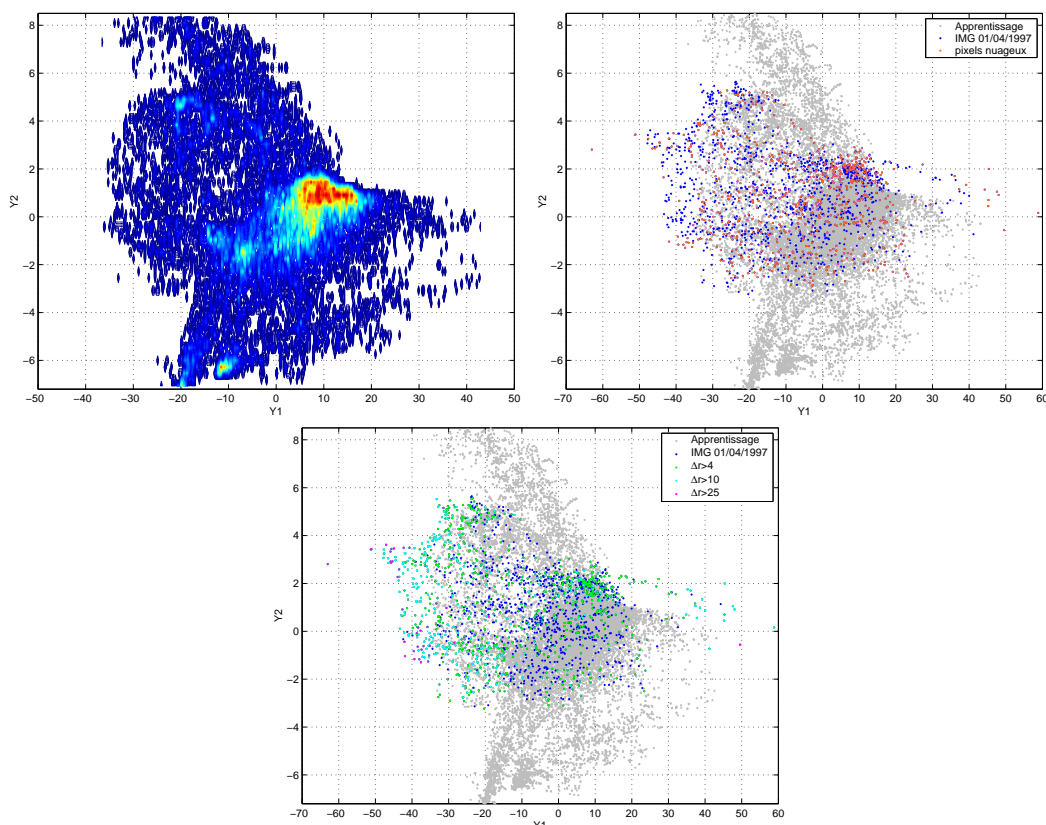 8
6
4
2
0
−2
−4
−6
Y2
−50 −40 −30 −20 −10 0 10 20 30 40 50
Y1
Apprentissage
IMG 01/04/1997
pixels nuageux
8
6
4
2
0
−2
−4
−6
Y2
−70 −60 −50 −40 −30 −20 −10 0 10 20 30 40 50 60
Y1
Apprentissage
IMG 01/04/1997
Δr>4
Δr>10
Δr>25
8
6
4
2
0
−2
−4
−6
Y2
−70 −60 −50 −40 −30 −20 −10 0 10 20 30 40 50 60
Y1